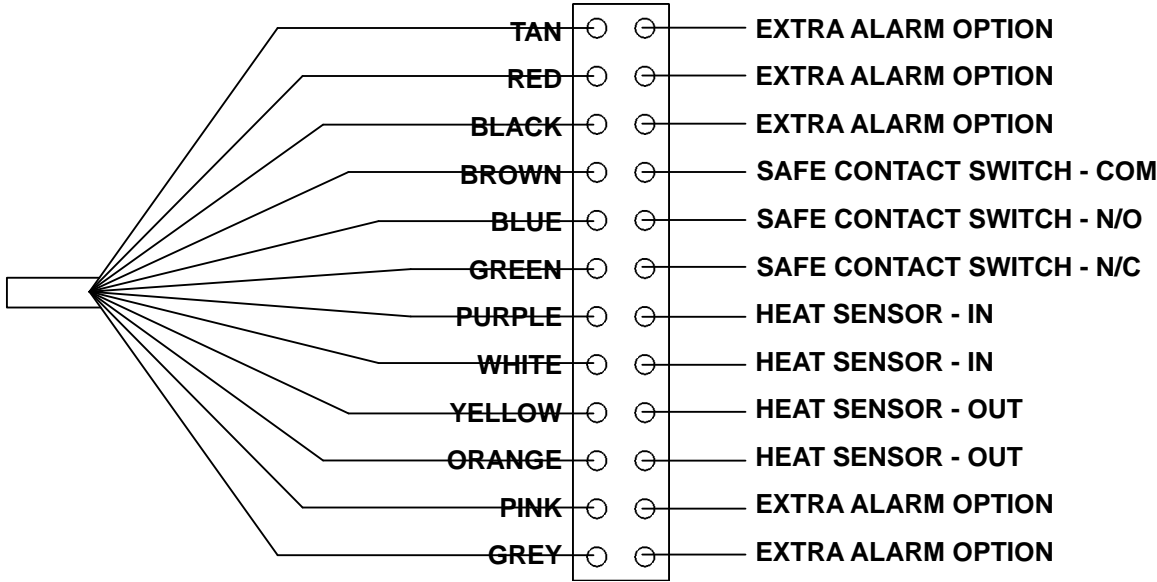 TAN EXTRA ALARM OPTION
RED EXTRA ALARM OPTION
BLACK EXTRA ALARM OPTION
BROWN SAFE CONTACT SWITCH - COM
BLUE SAFE CONTACT SWITCH - N/O
GREEN SAFE CONTACT SWITCH - N/C
PURPLE HEAT SENSOR - IN
WHITE HEAT SENSOR - IN
YELLOW HEAT SENSOR - OUT
ORANGE HEAT SENSOR - OUT
PINK EXTRA ALARM OPTION
GREY EXTRA ALARM OPTION